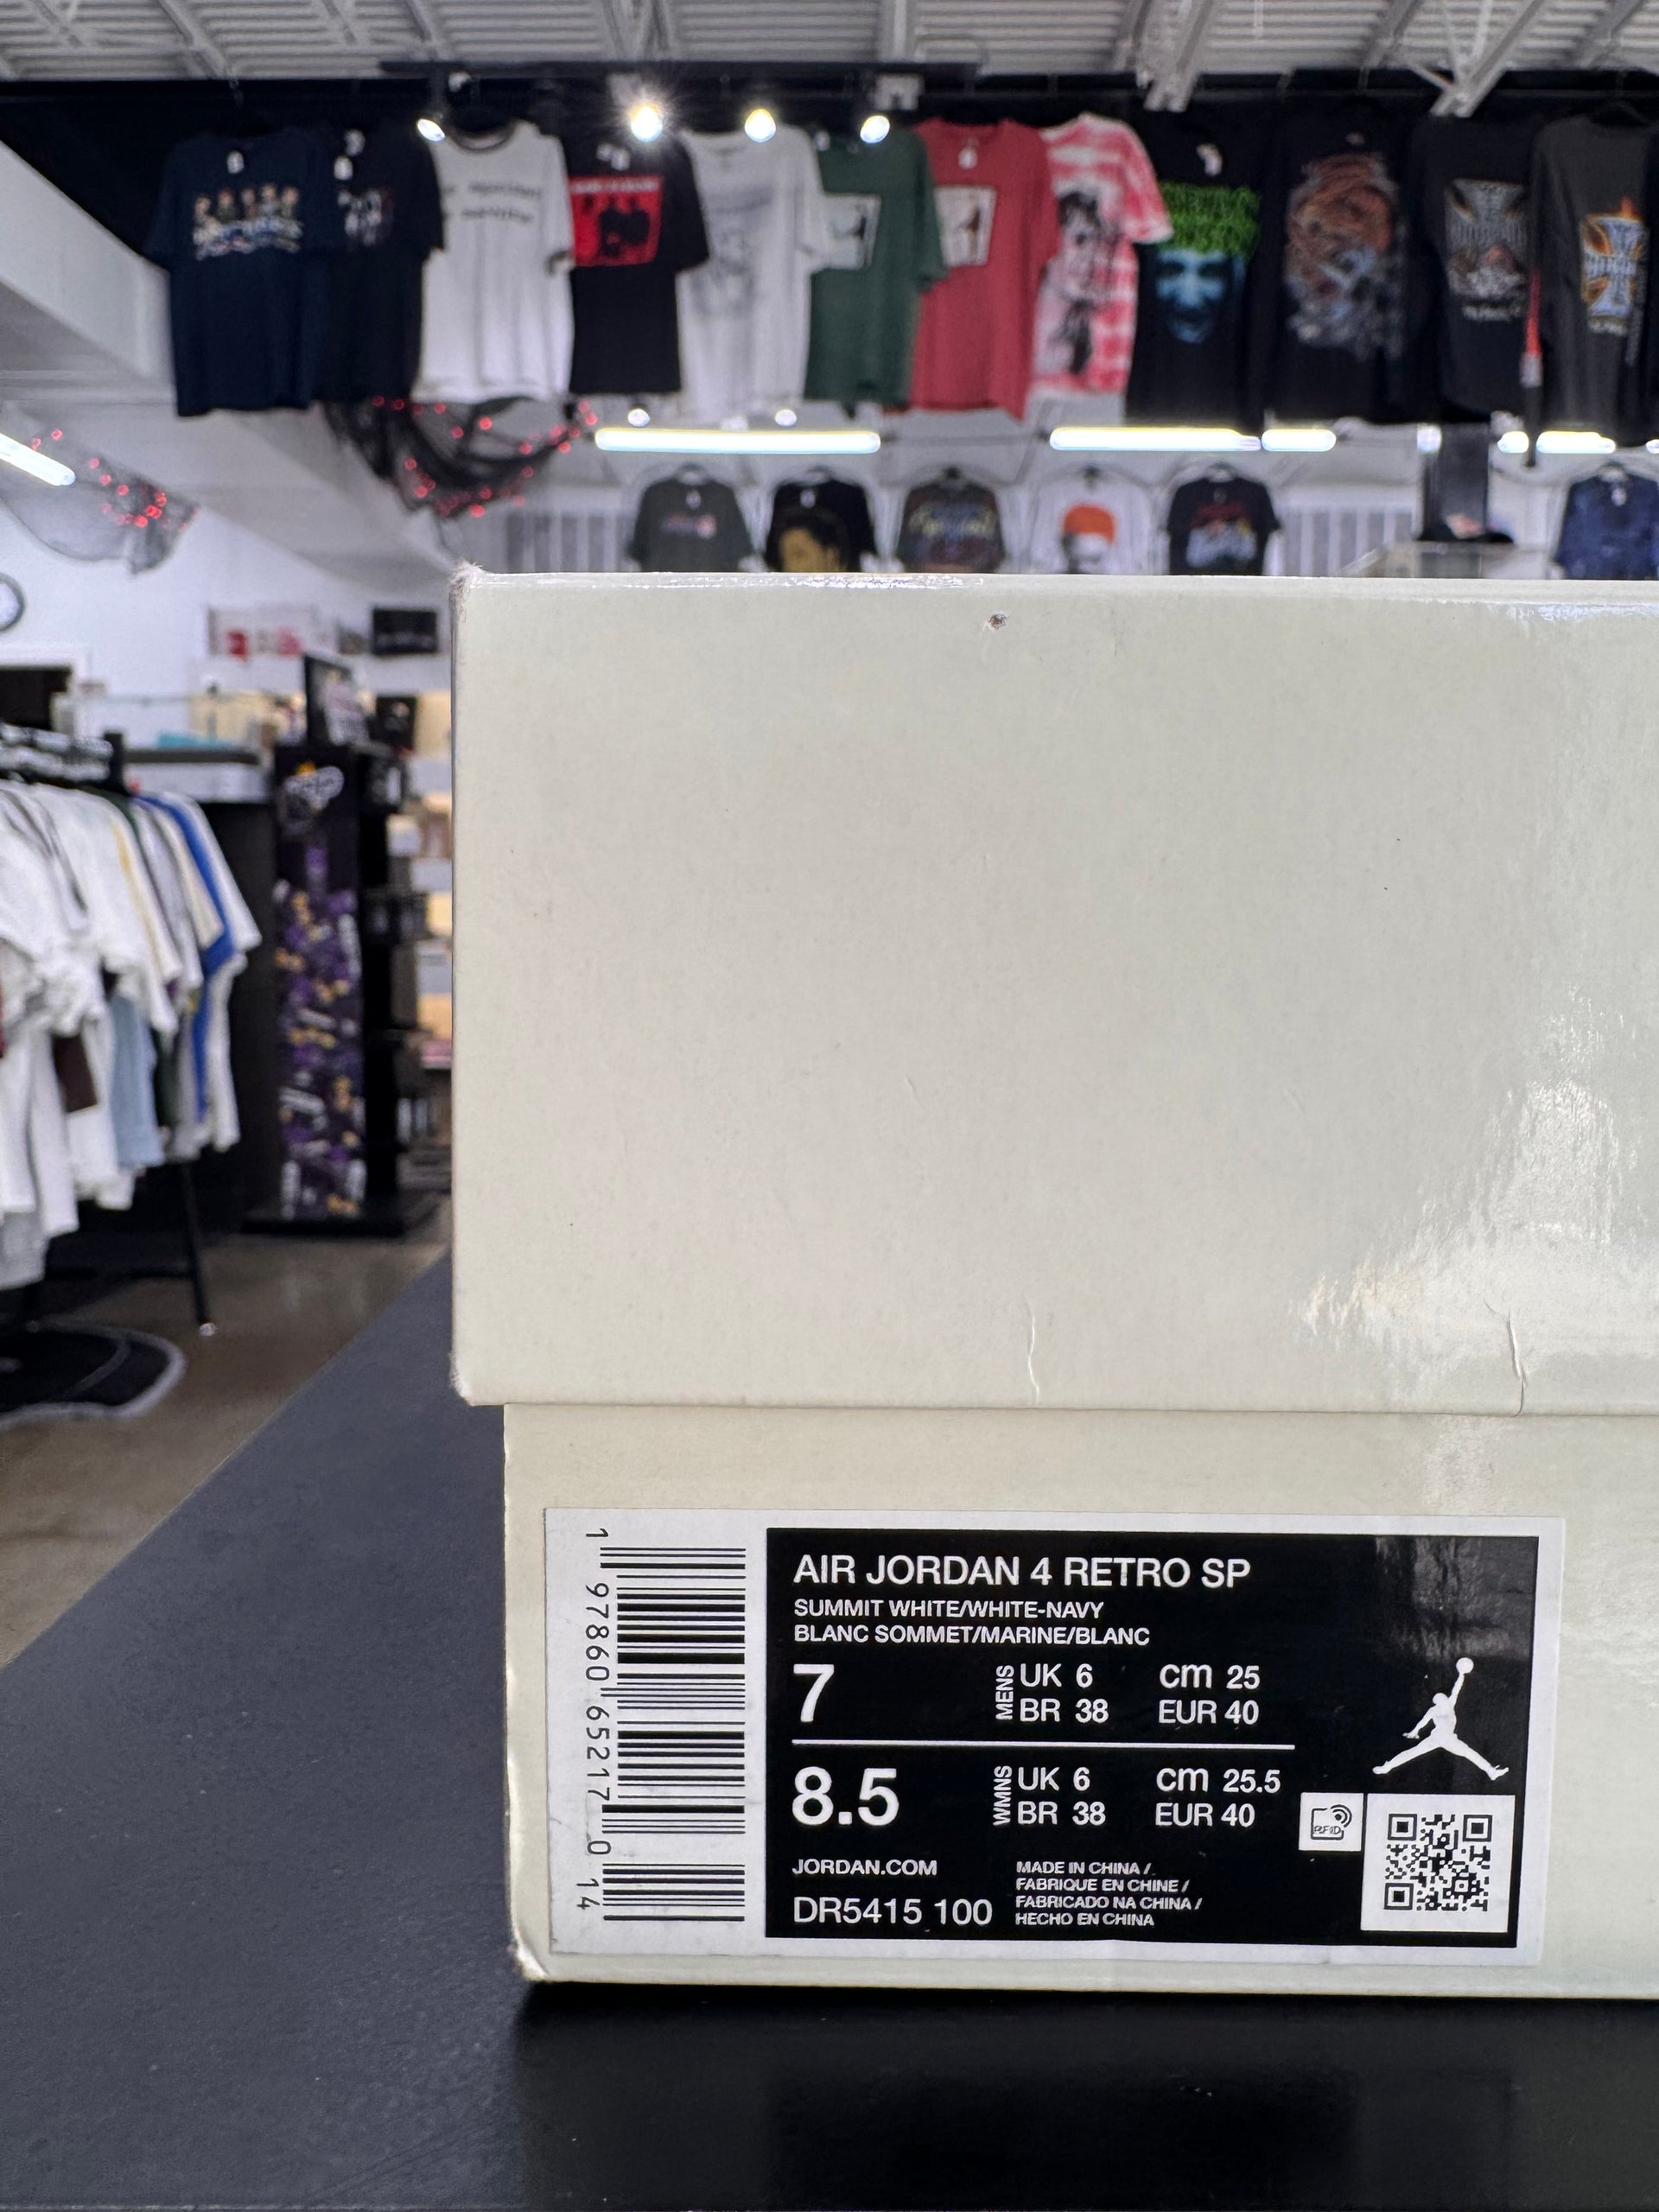 AIR JORDAN 4 RETRO SP
SUMMIT WHITE/WHITE-NAVY
BLANC SOMMET/MARINE/BLANC
7 MENS UK 6 cm 25
BR 38 EUR 40
8.5 WMNS UK 6 cm 25.5
BR 38 EUR 40
JORDAN.COM
DR5415 100
MADE IN CHINA /
FABRIQUE EN CHINE /
FABRICADO NA CHINA /
HECHO EN CHINA
RFID
1 97860 65217 0 14